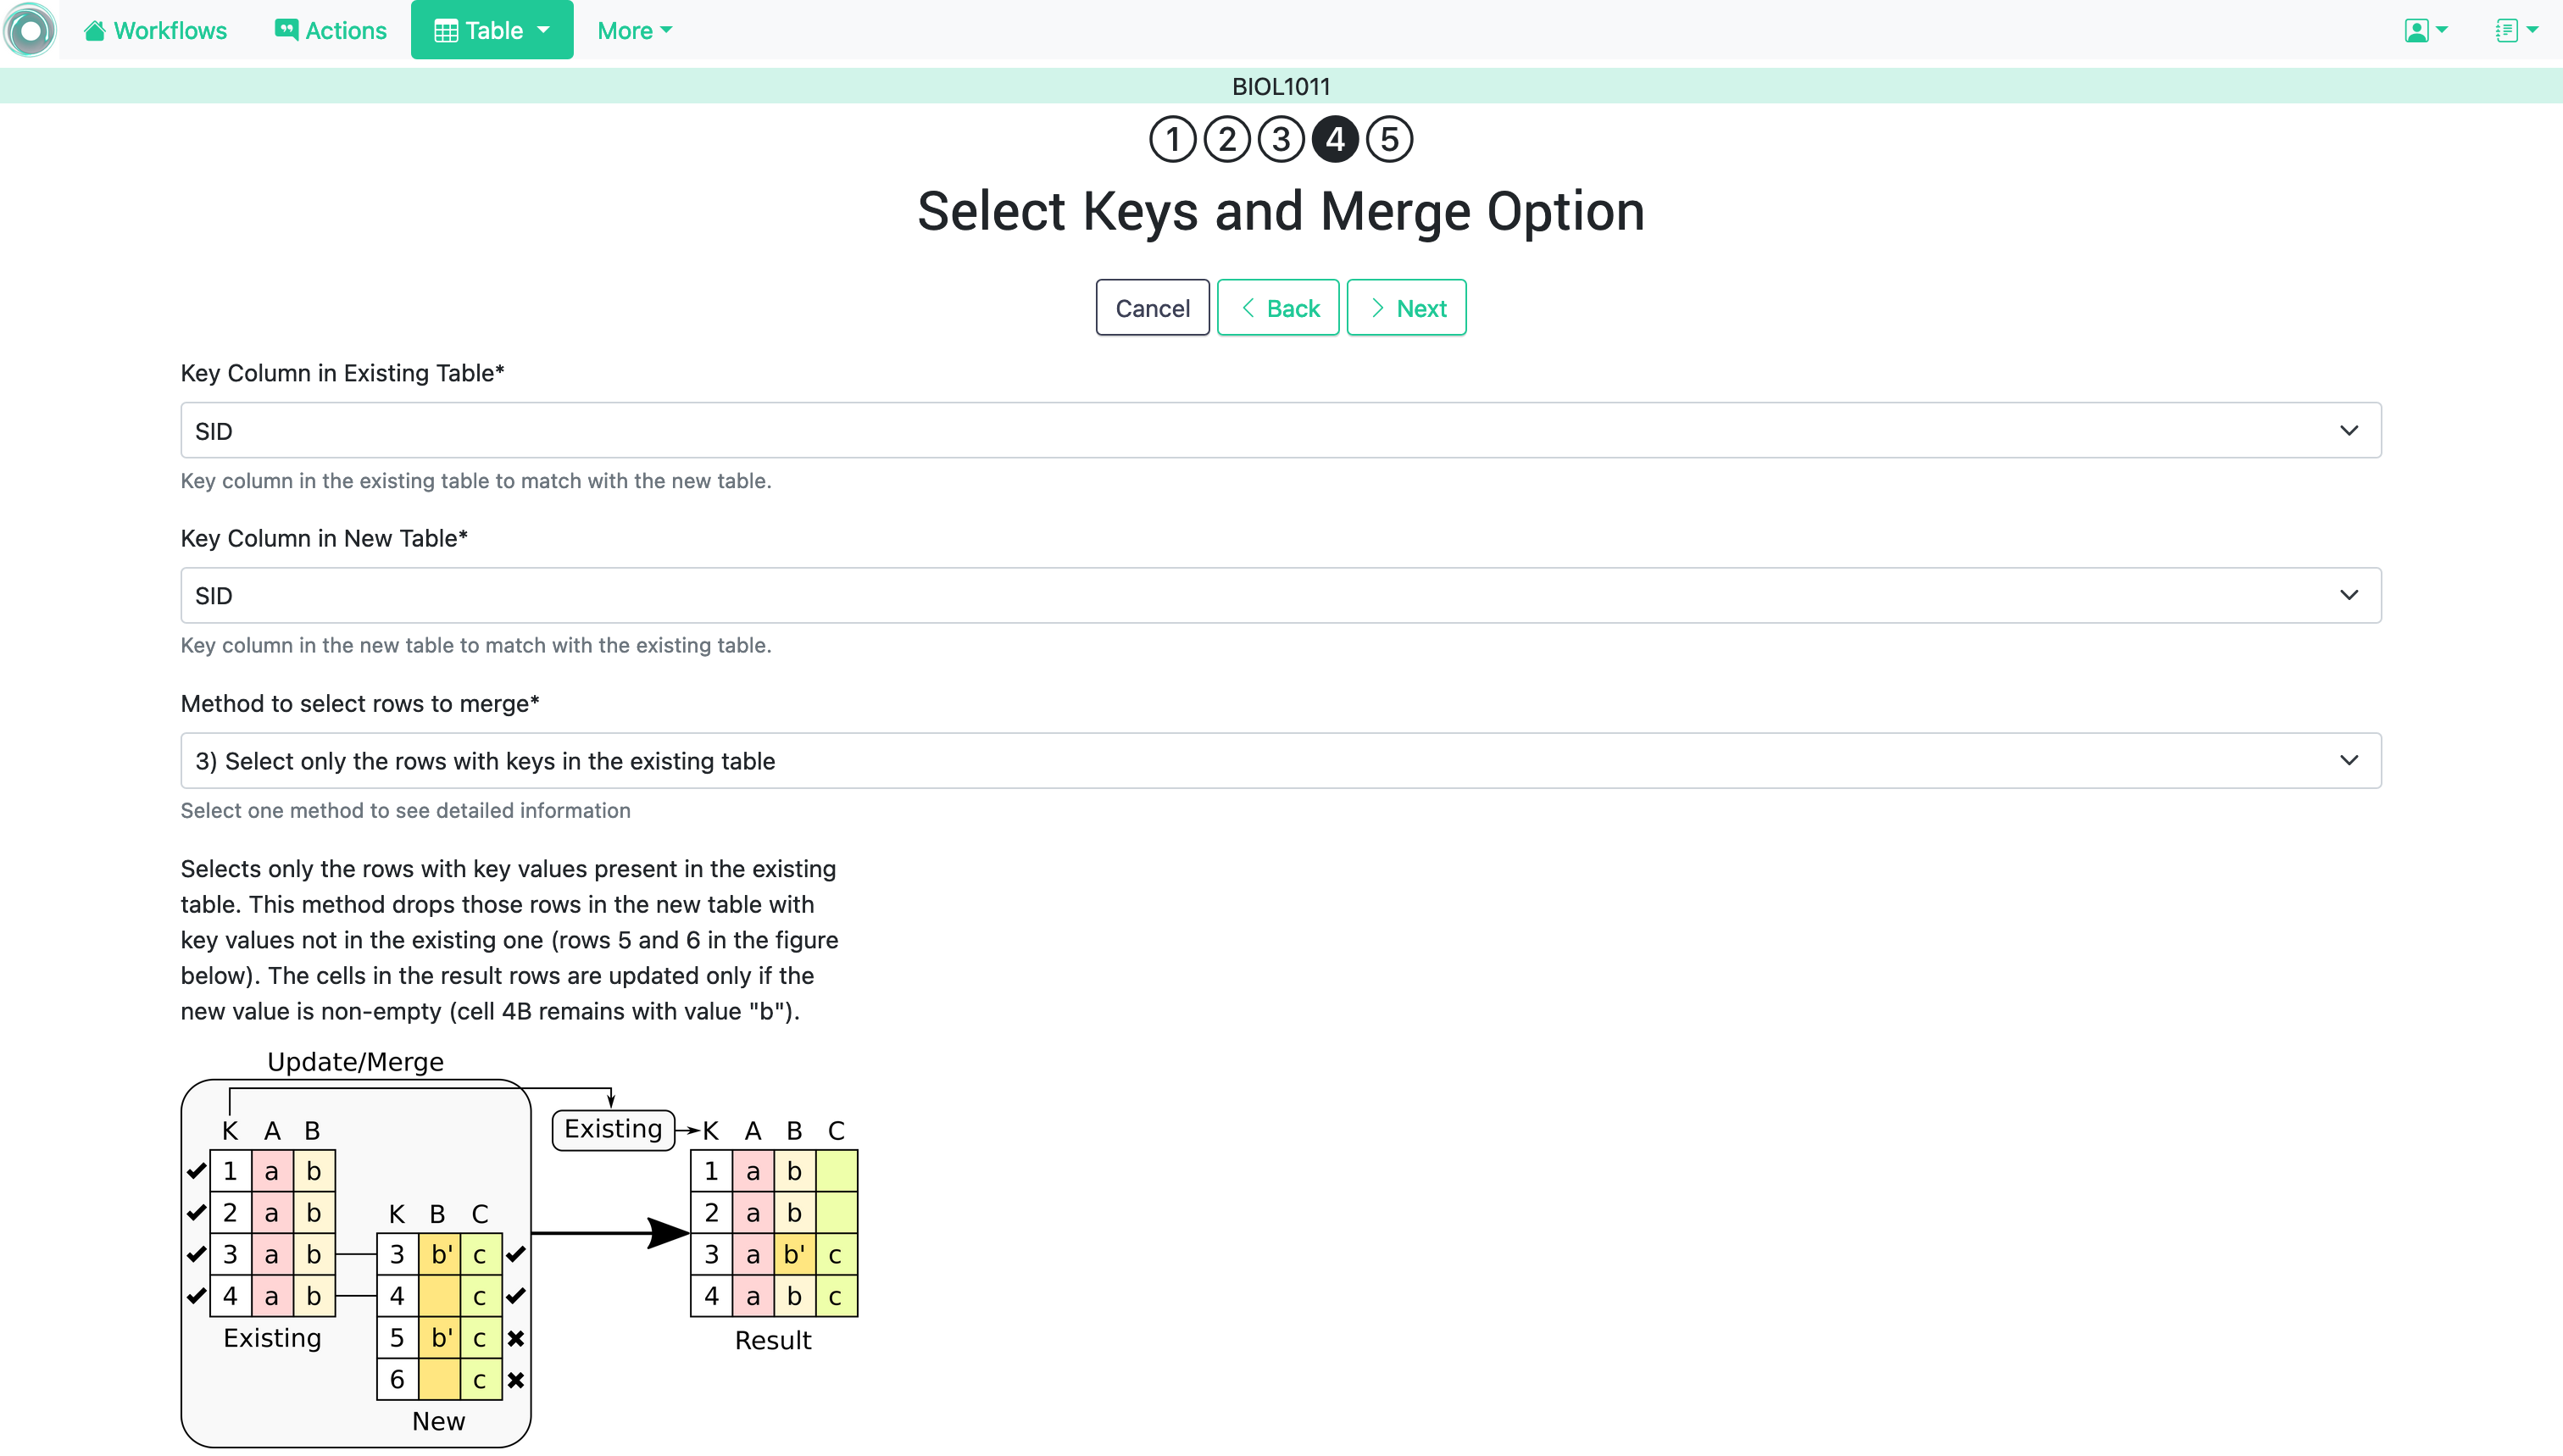 Workflows Actions Table More
BIOL1011
1 2 3 4 5
Select Keys and Merge Option
Cancel Back Next
Key Column in Existing Table*
SID
Key column in the existing table to match with the new table.
Key Column in New Table*
SID
Key column in the new table to match with the existing table.
Method to select rows to merge*
3) Select only the rows with keys in the existing table
Select one method to see detailed information
Selects only the rows with key values present in the existing
table. This method drops those rows in the new table with
key values not in the existing one (rows 5 and 6 in the figure
below). The cells in the result rows are updated only if the
new value is non-empty (cell 4B remains with value "b").
Update/Merge
K A B
1 a b
2 a b
3 a b
4 a b
Existing
K B C
3 b' c
4 c
5 b' c
6 c
New
Existing
K A B C
1 a b
2 a b
3 a b' c
4 a b c
Result